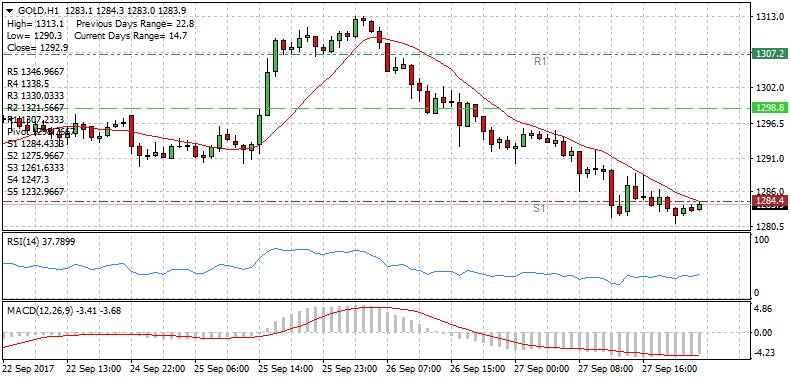 GOLD,H1 1283.1 1284.3 1283.0 1283.9
High= 1313.1 Previous Days Range= 22.8
Low= 1290.3 Current Days Range= 14.7
Close= 1292.9
R5 1346.9667
R4 1338.5
R3 1330.0333
R2 1321.5667
R1 1307.2333
Pivot
S1 1284.4333
S2 1275.9667
S3 1261.6333
S4 1247.3
S5 1232.9667
R1
S1
1313.0
1307.2
1302.0
1298.8
1296.5
1291.0
1286.0
1284.4
1280.5
RSI(14) 37.7899
100
0
MACD(12,26,9) -3.41 -3.68
4.86
0.00
-4.23
22 Sep 2017 22 Sep 13:00 24 Sep 22:00 25 Sep 06:00 25 Sep 14:00 25 Sep 22:00 26 Sep 07:00 26 Sep 15:00 27 Sep 00:00 27 Sep 08:00 27 Sep 16:00